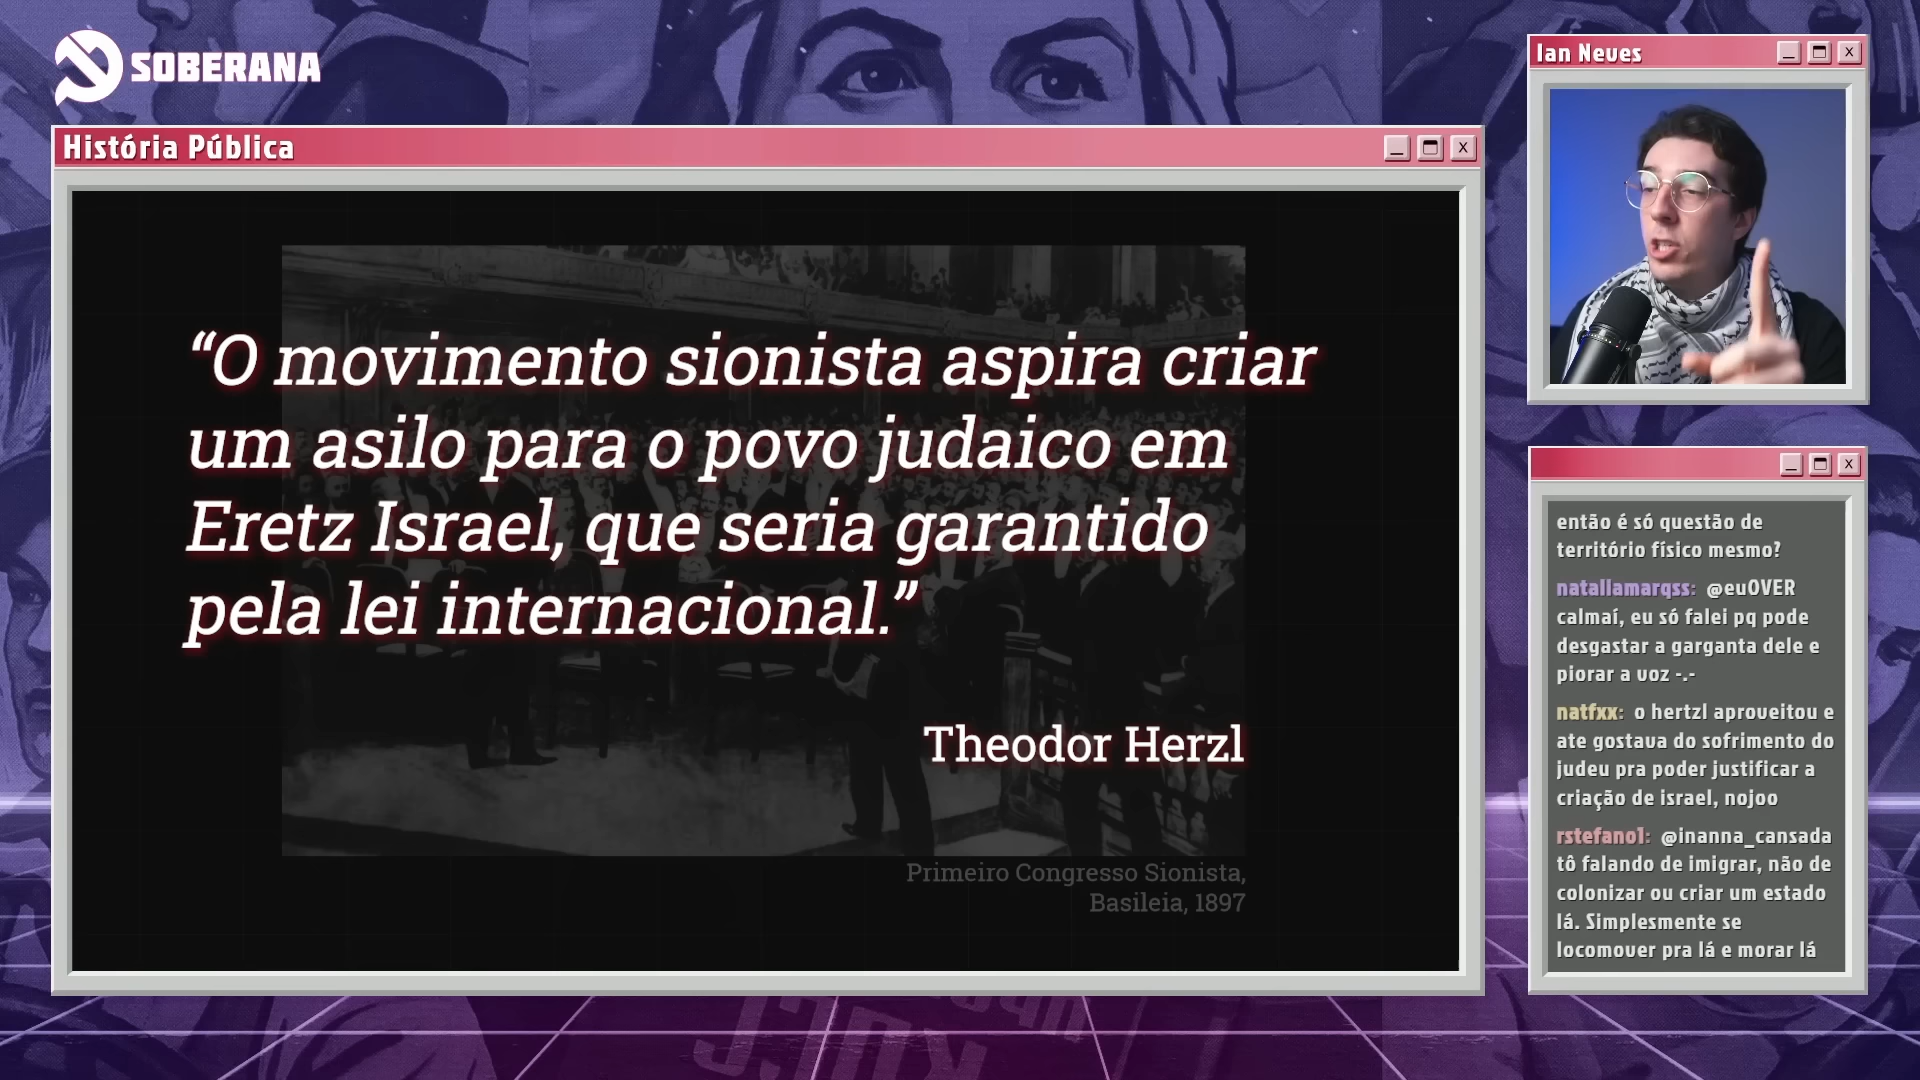 SOBERANA
História Pública
“O movimento sionista aspira criar
um asilo para o povo judaico em
Eretz Israel, que seria garantido
pela lei internacional.”
Theodor Herzl
Primeiro Congresso Sionista,
Basileia, 1897
Ian Neves
então é só questão de
território físico mesmo?
natallamarqss: @euOVER
calmaí, eu só falei pq pode
desgastar a garganta dele e
piorar a voz -.-
natfxx: o hertzl aproveitou e
ate gostava do sofrimento do
judeu pra poder justificar a
criação de israel, nojoo
rstefano1: @inanna_cansada
tô falando de imigrar, não de
colonizar ou criar um estado
lá. Simplesmente se
locomover pra lá e morar lá